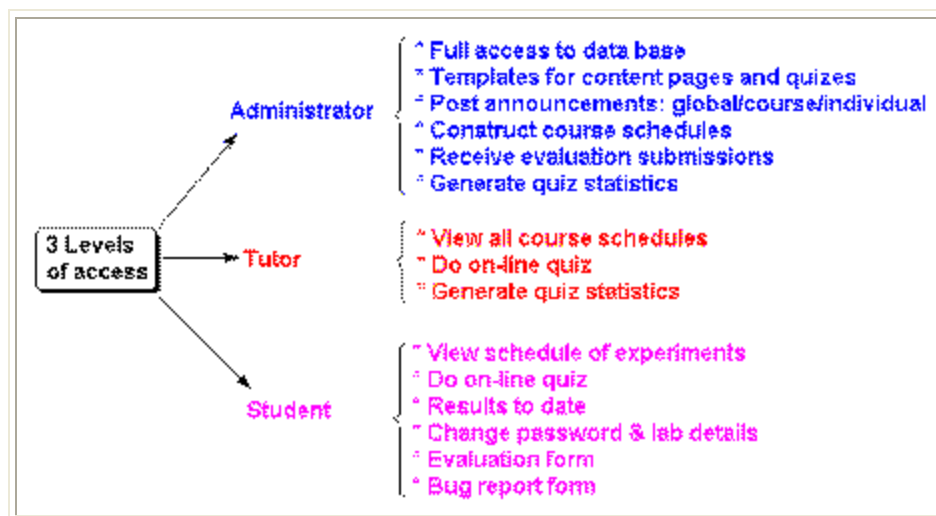 3 Levels
of access
Administrator
* Full access to data base
* Templates for content pages and quizes
* Post announcements: global/course/individual
* Construct course schedules
* Receive evaluation submissions
* Generate quiz statistics
Tutor
* View all course schedules
* Do on-line quiz
* Generate quiz statistics
Student
* View schedule of experiments
* Do on-line quiz
* Results to date
* Change password & lab details
* Evaluation form
* Bug report form